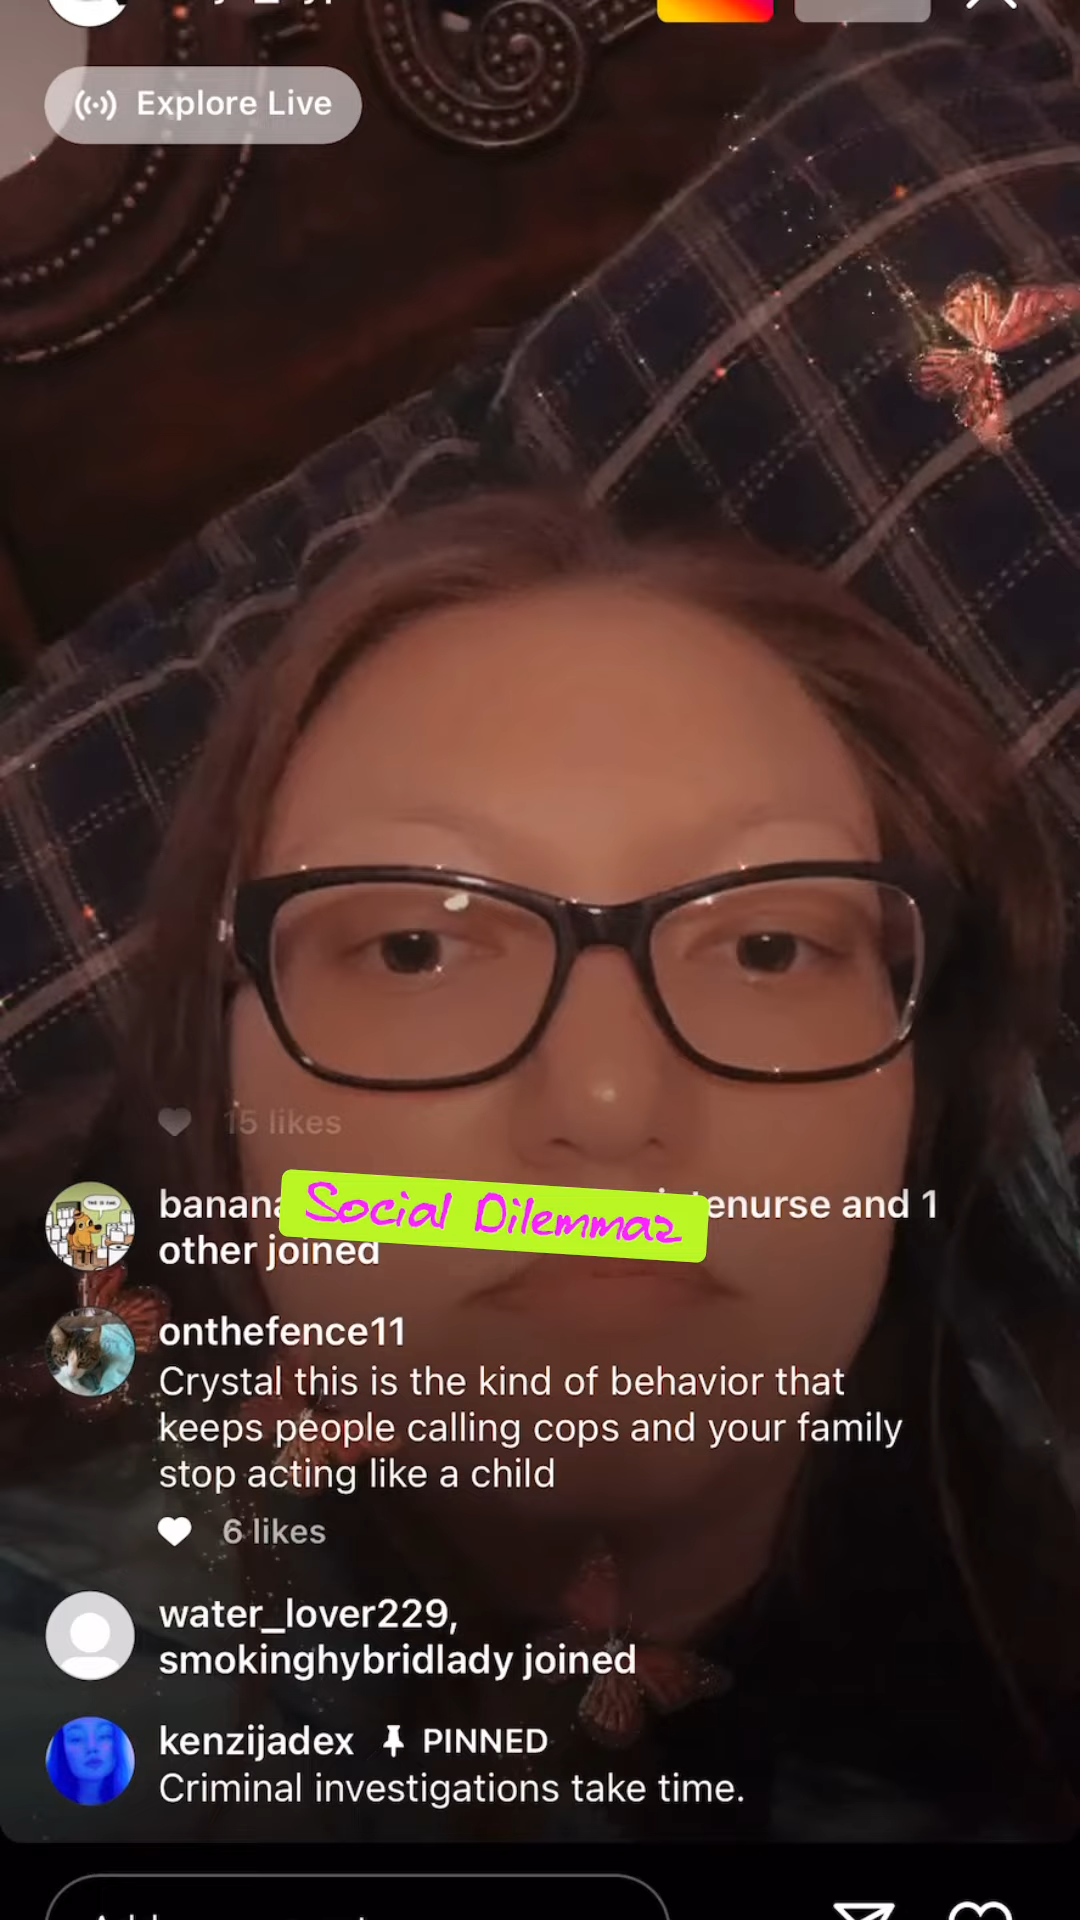 Explore Live
15 likes
enurse and 1
other joined
Social Dilemmaz
onthefence11
Crystal this is the kind of behavior that
keeps people calling cops and your family
stop acting like a child
6 likes
water_lover229,
smokinghybridlady joined
kenzijadex PINNED
Criminal investigations take time.